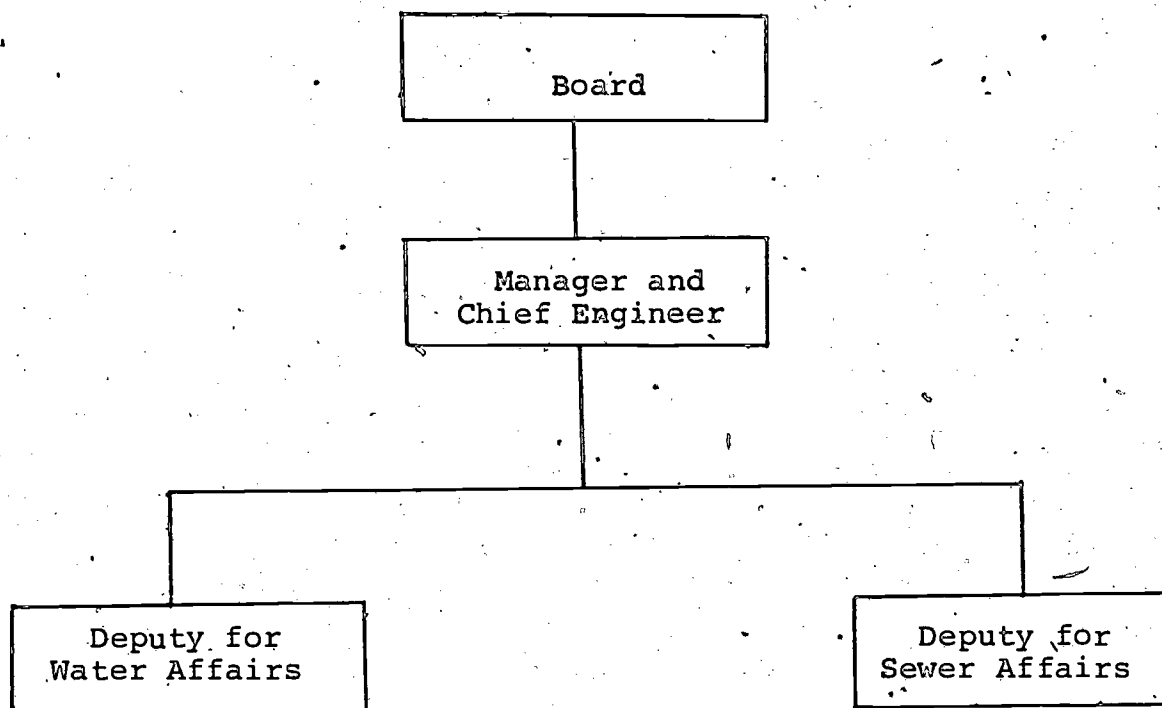 Board
Manager and
Chief Engineer
Deputy for
Water Affairs
Deputy for
Sewer Affairs